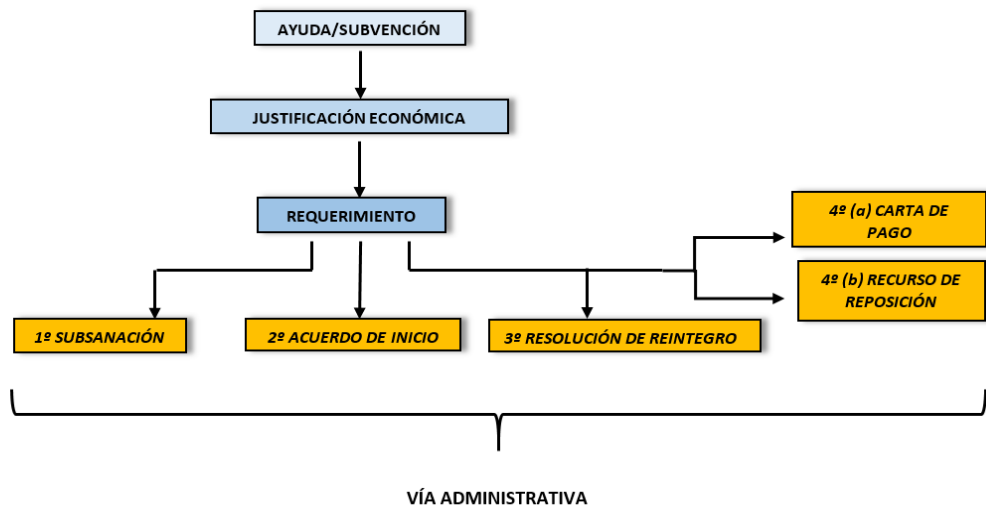 AYUDA/SUBVENCIÓN
JUSTIFICACIÓN ECONÓMICA
REQUERIMIENTO
4º (a) CARTA DE
PAGO
4º (b) RECURSO DE
REPOSICIÓN
1º SUBSANACIÓN
2º ACUERDO DE INICIO
3º RESOLUCIÓN DE REINTEGRO
VÍA ADMINISTRATIVA